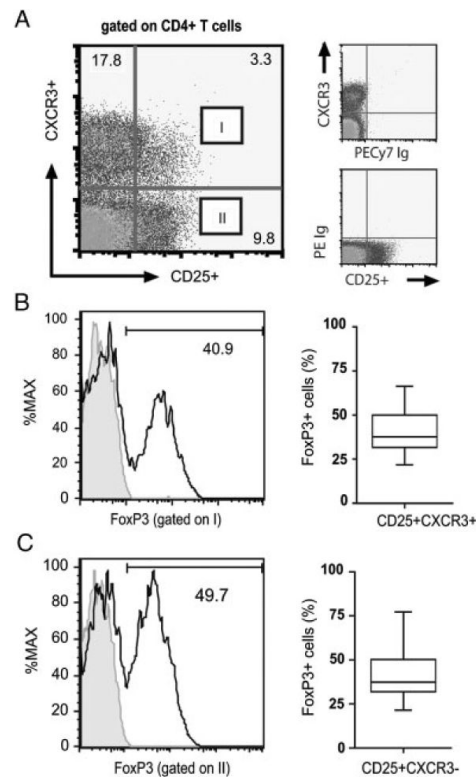 A
gated on CD4+ T cells
17.8
3.3
CXCR3+
I
II
9.8
CD25+
CXCR3
PECy7 Ig
PE Ig
CD25+
B
%MAX
100
80
60
40
20
0
40.9
FoxP3 (gated on I)
FoxP3+ cells (%)
100
75
50
25
0
CD25+CXCR3+
C
%MAX
100
80
60
40
20
0
49.7
FoxP3 (gated on II)
FoxP3+ cells (%)
100
75
50
25
0
CD25+CXCR3-